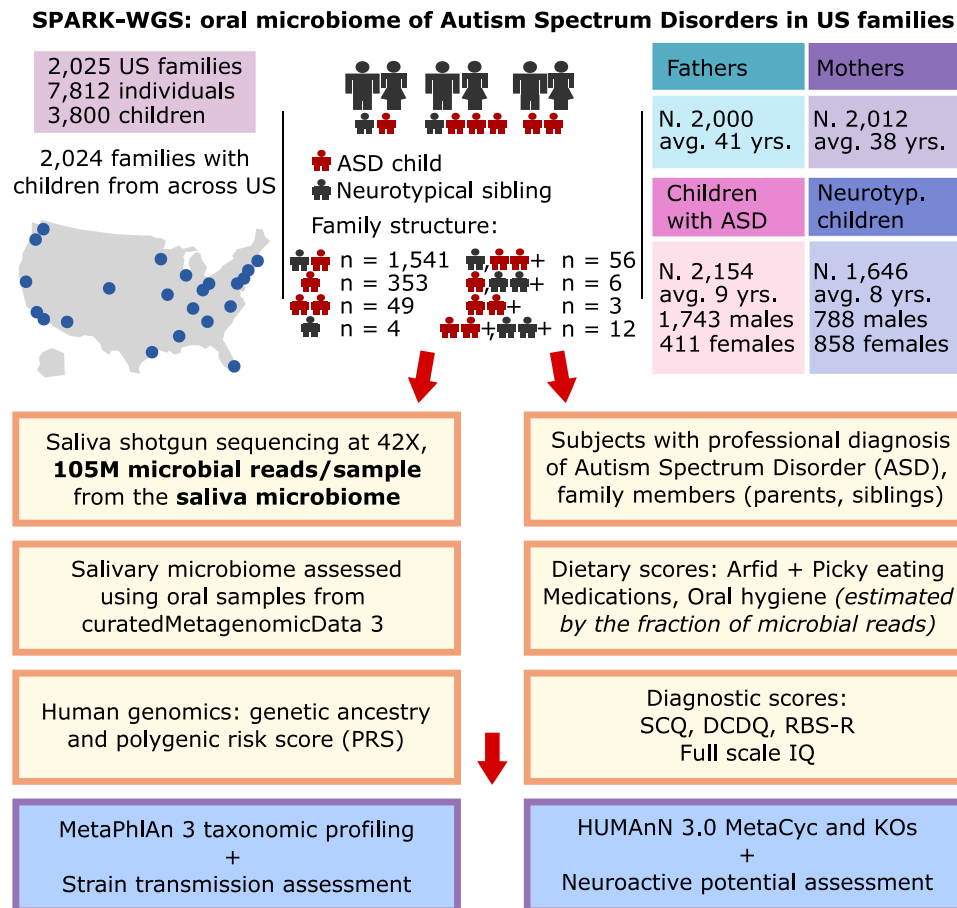 SPARK-WGS: oral microbiome of Autism Spectrum Disorders in US families
2,025 US families
7,812 individuals
3,800 children
2,024 families with
children from across US
ASD child
Neurotypical sibling
Family structure:
n = 1,541
n = 353
n = 49
n = 4
, + n = 56
, + n = 6
+ n = 3
+, + n = 12
Fathers
N. 2,000
avg. 41 yrs.
Mothers
N. 2,012
avg. 38 yrs.
Children
with ASD
N. 2,154
avg. 9 yrs.
1,743 males
411 females
Neurotyp.
children
N. 1,646
avg. 8 yrs.
788 males
858 females
Saliva shotgun sequencing at 42X,
105M microbial reads/sample
from the saliva microbiome
Subjects with professional diagnosis
of Autism Spectrum Disorder (ASD),
family members (parents, siblings)
Salivary microbiome assessed
using oral samples from
curatedMetagenomicData 3
Dietary scores: Arfid + Picky eating
Medications, Oral hygiene (estimated
by the fraction of microbial reads)
Human genomics: genetic ancestry
and polygenic risk score (PRS)
Diagnostic scores:
SCQ, DCDQ, RBS-R
Full scale IQ
MetaPhlAn 3 taxonomic profiling
+
Strain transmission assessment
HUMAnN 3.0 MetaCyc and KOs
+
Neuroactive potential assessment